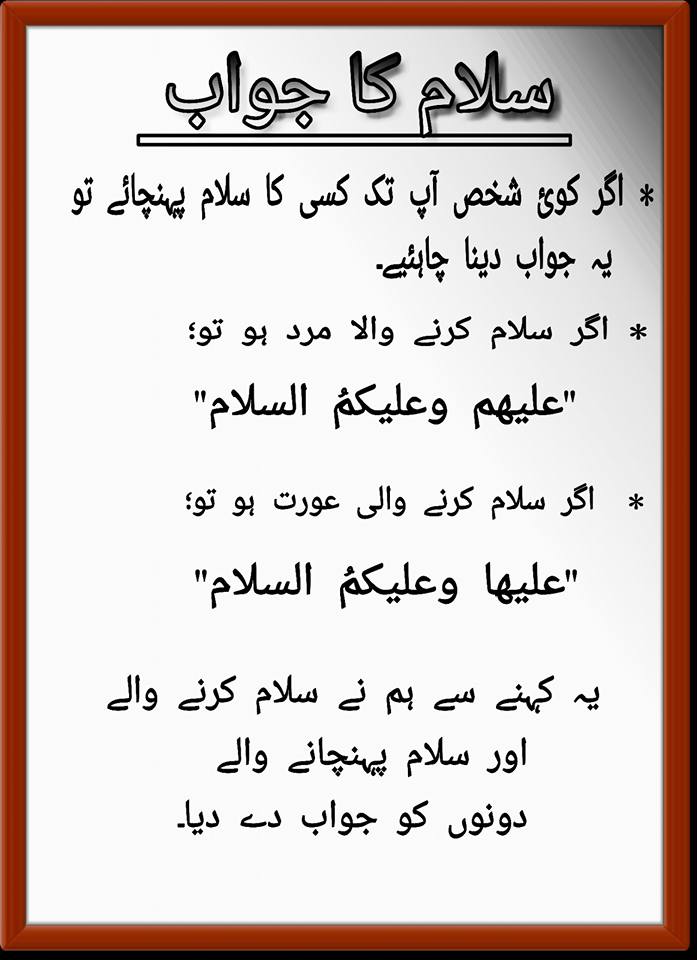 سلام کا جواب
* اگر کوئ شخص آپ تک کسی کا سلام پہنچائے تو
یہ جواب دینا چاہئیے۔
* اگر سلام کرنے والا مرد ہو تو؛
"علیھم وعلیکمُ السلام"
* اگر سلام کرنے والی عورت ہو تو؛
"علیھا وعلیکمُ السلام"
یہ کہنے سے ہم نے سلام کرنے والے
اور سلام پہنچانے والے
دونوں کو جواب دے دیا۔